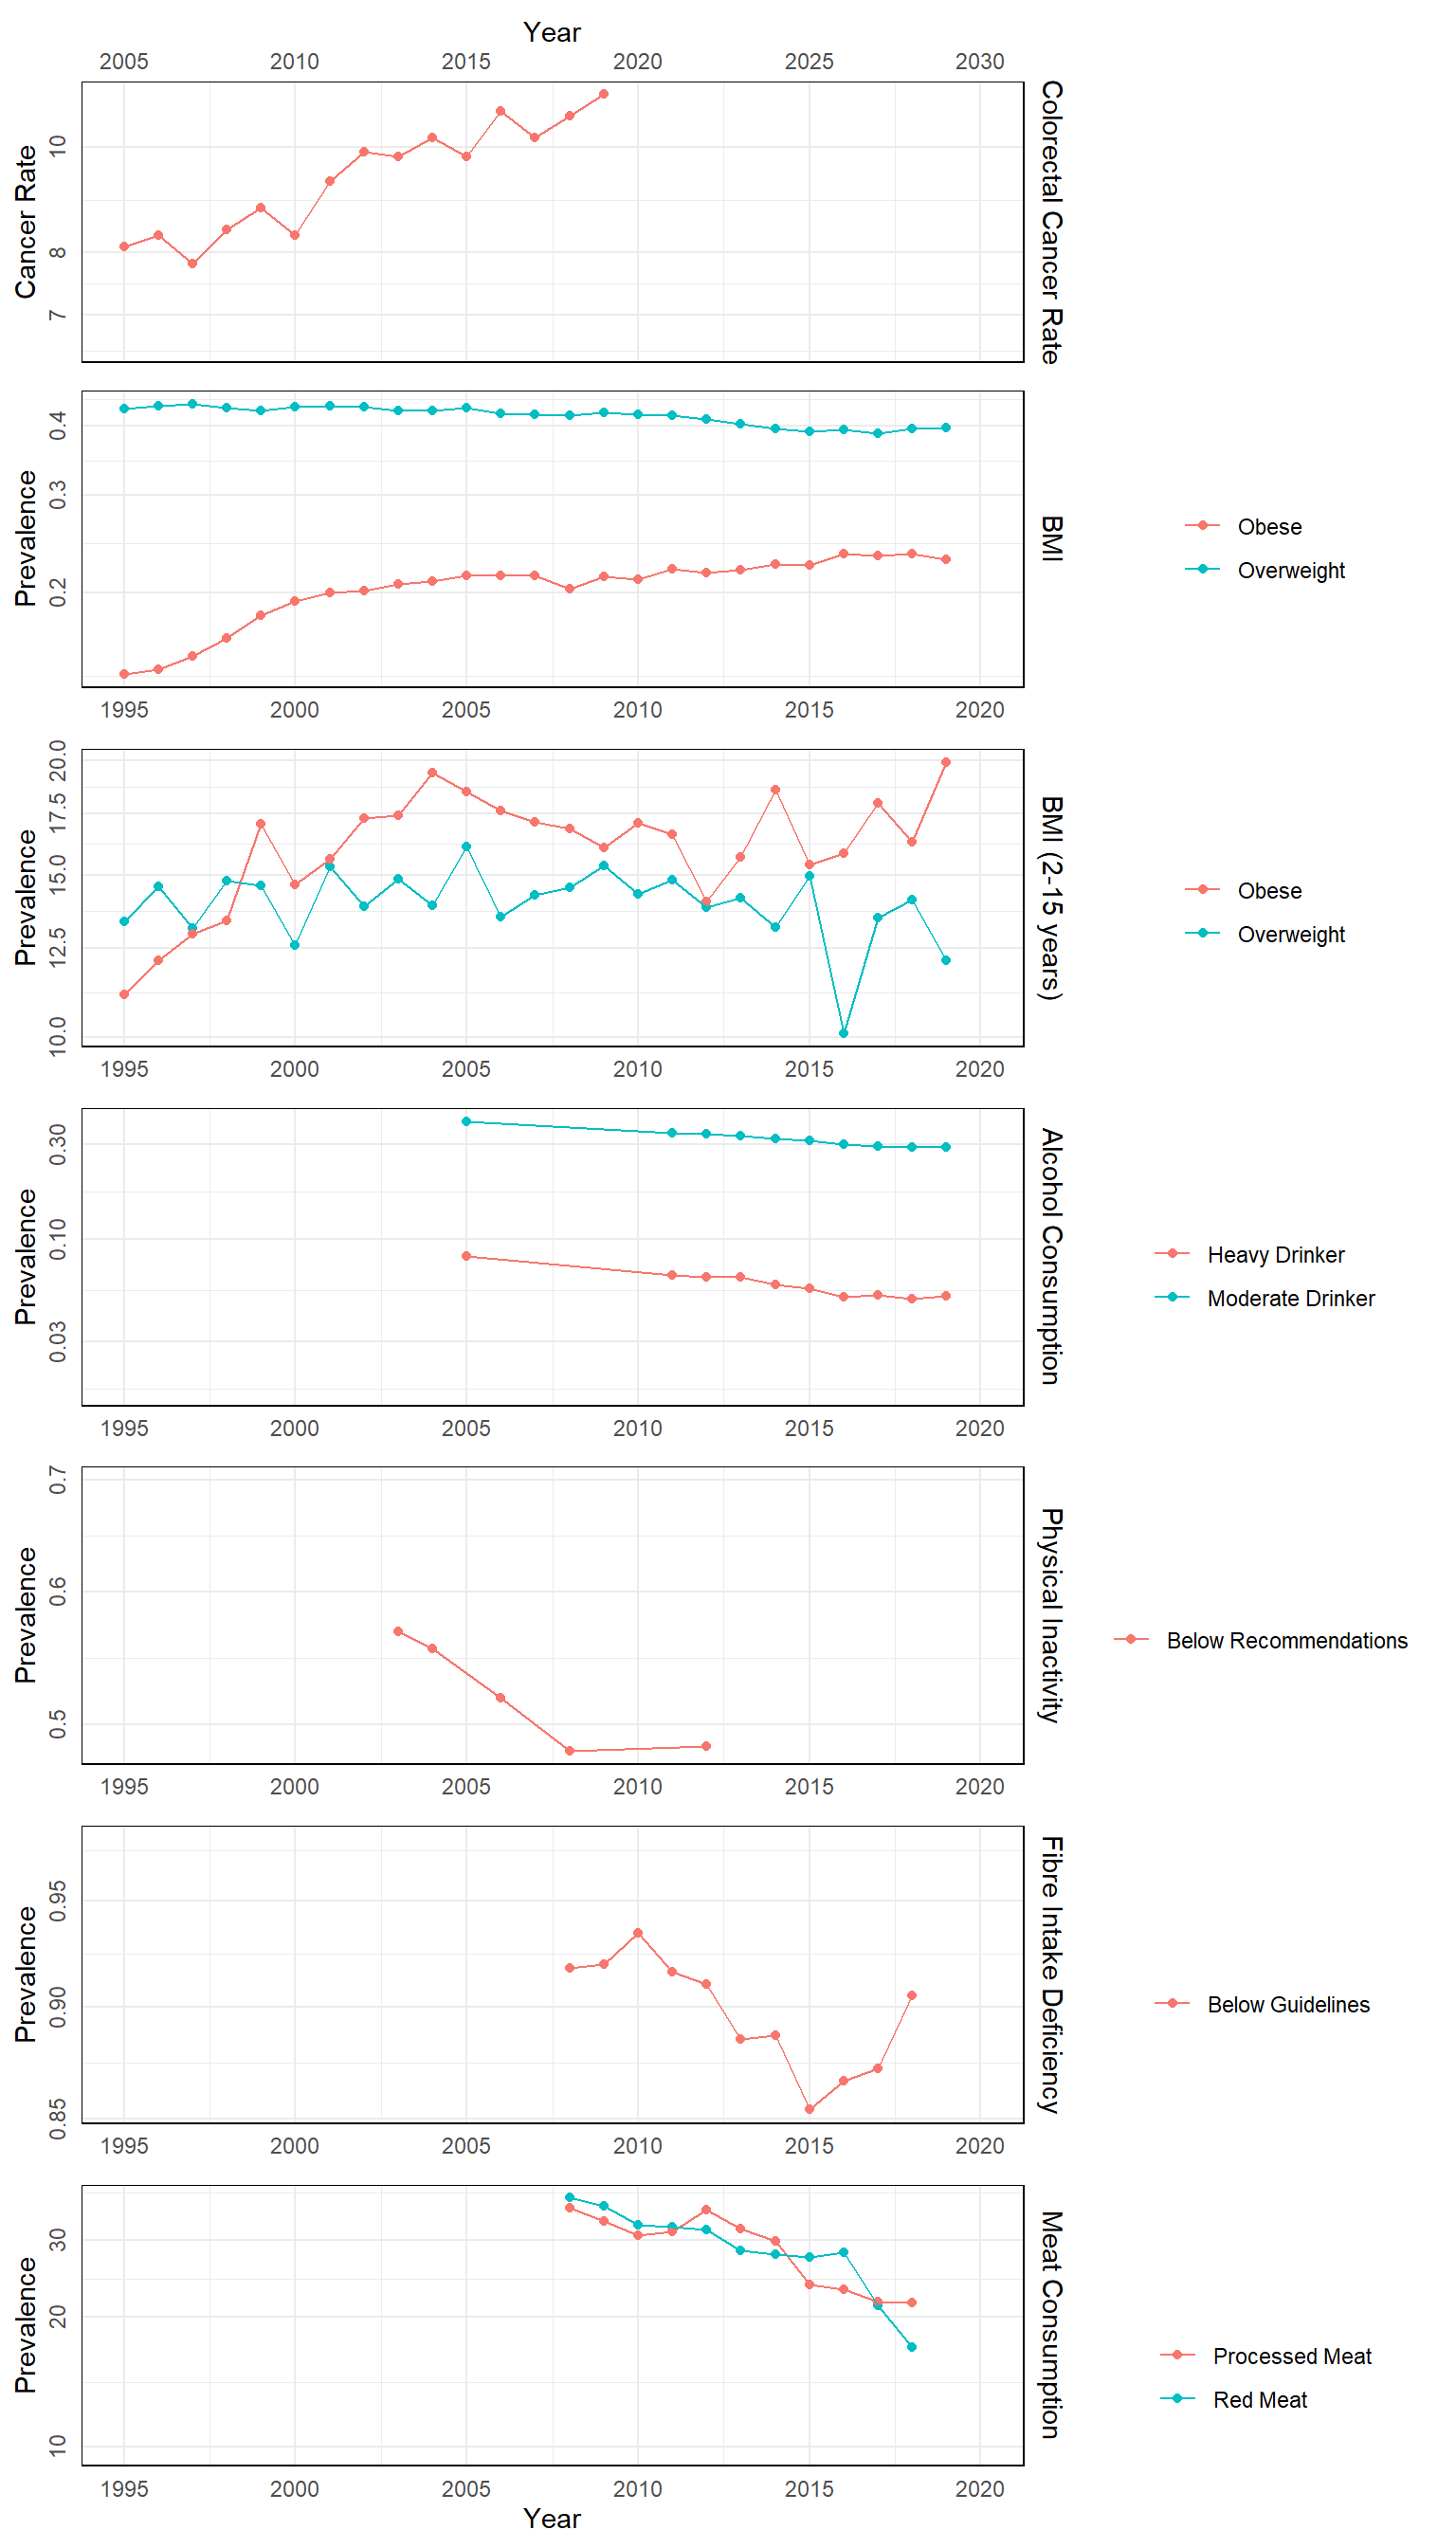 Year
2005 2010 2015 2020 2025 2030
Cancer Rate
10
8
7
Colorectal Cancer Rate
Prevalence
0.4
0.3
0.2
BMI
Obese
Overweight
1995 2000 2005 2010 2015 2020
Prevalence
20.0
17.5
15.0
12.5
10.0
BMI (2-15 years)
Obese
Overweight
1995 2000 2005 2010 2015 2020
Prevalence
0.30
0.10
0.03
Alcohol Consumption
Heavy Drinker
Moderate Drinker
1995 2000 2005 2010 2015 2020
Prevalence
0.7
0.6
0.5
Physical Inactivity
Below Recommendations
1995 2000 2005 2010 2015 2020
Prevalence
0.95
0.90
0.85
Fibre Intake Deficiency
Below Guidelines
1995 2000 2005 2010 2015 2020
Prevalence
30
20
10
Meat Consumption
Processed Meat
Red Meat
1995 2000 2005 2010 2015 2020
Year